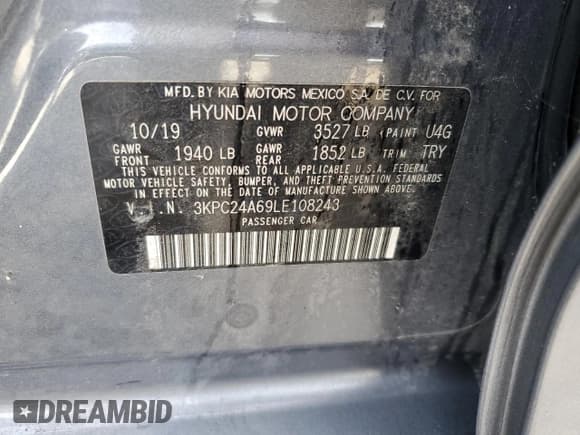 MFD. BY KIA MOTORS MEXICO S.A. DE C.V. FOR
HYUNDAI MOTOR COMPANY
10/19 GVWR 3527 LB PAINT U4G
GAWR FRONT 1940 LB GAWR REAR 1852 LB TRIM TRY
THIS VEHICLE CONFORMS TO ALL APPLICABLE U.S.A. FEDERAL
MOTOR VEHICLE SAFETY, BUMPER, AND THEFT PREVENTION STANDARDS
IN EFFECT ON THE DATE OF MANUFACTURE SHOWN ABOVE.
V.I.N. 3KPC24A69LE108243
PASSENGER CAR
DREAMBID